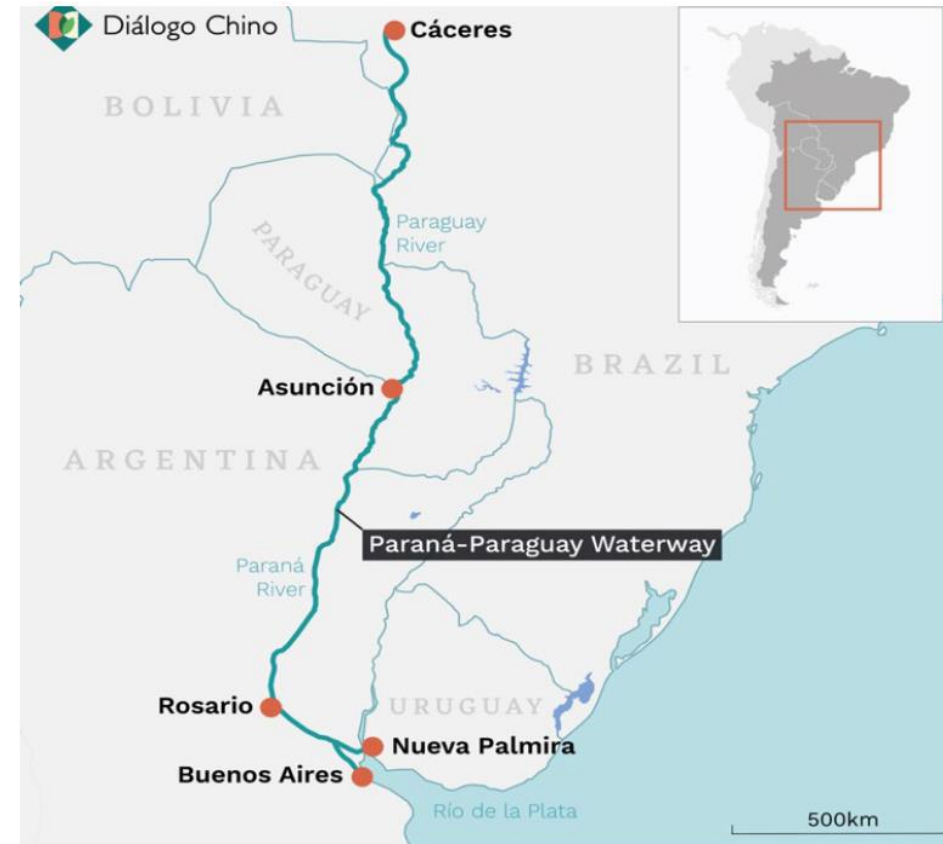 Diálogo Chino
Cáceres
BOLIVIA
Paraguay
River
PARAGUAY
BRAZIL
Asunción
ARGENTINA
Paraná-Paraguay Waterway
Paraná
River
Rosario
URUGUAY
Nueva Palmira
Buenos Aires
Río de la Plata
500km